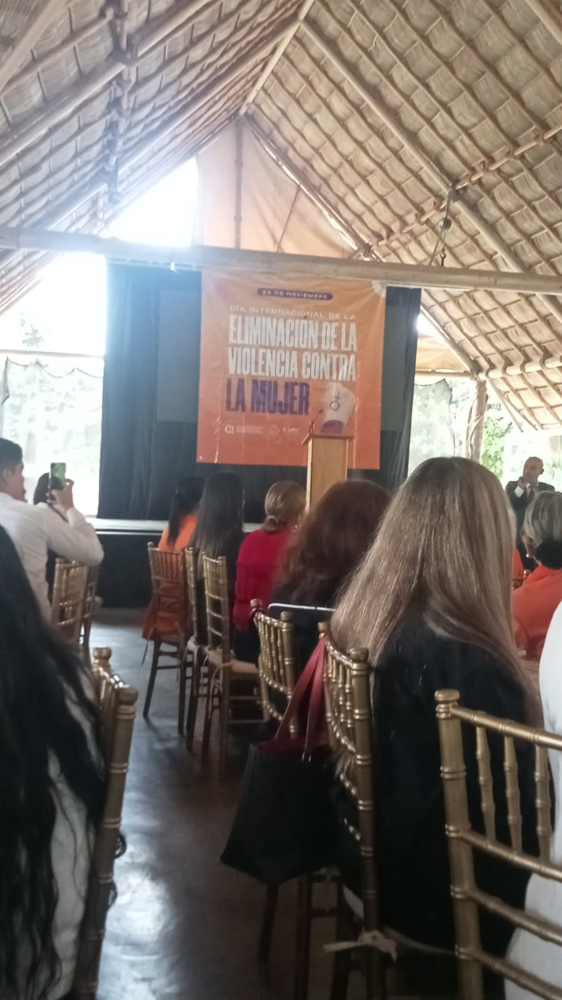 25 DE NOVIEMBRE
DÍA INTERNACIONAL DE LA
ELIMINACIÓN DE LA
VIOLENCIA CONTRA
LA MUJER